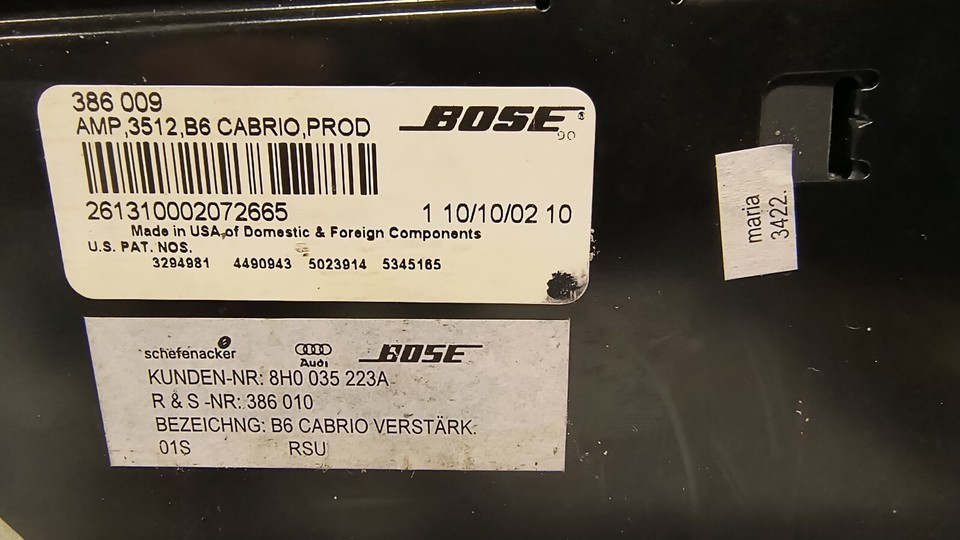 386 009
AMP,3512,B6 CABRIO,PROD
BOSE®
90
261310002072665 1 10/10/02 10
Made in USA of Domestic & Foreign Components
U.S. PAT. NOS.
3294981 4490943 5023914 5345165
schefenacker Audi BOSE
KUNDEN-NR: 8H0 035 223A
R & S -NR: 386 010
BEZEICHNG: B6 CABRIO VERSTÄRK.
01S RSU
maria
3422.